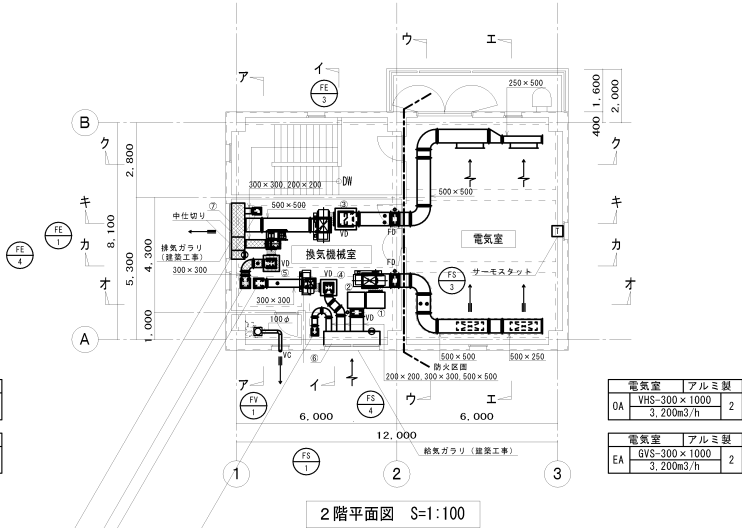 ウ
エ
ア
イ
FE
3
250×500
1,600
2,000
400
B
ク
ク
2,800
300×300,200×200
DW
500×500
500×500
キ
キ
⑦
③
中仕切り
VD
FD
電気室
T
FE
1
FE
4
8,100
カ
カ
排気ガラリ
(建築工事)
換気機械室
300×300
VD
⑤
④
VD
FD
FS
3
サーモスタット
5,300
4,300
オ
オ
②
①
300×300
VD
1,000
100φ
A
VC
⑥
500×500
500×250
防火区画
200×200,300×300,500×500
ア
イ
ウ
エ
FV
1
FS
4
6,000
6,000
12,000
FS
1
給気ガラリ(建築工事)
1
2
3
電気室 アルミ製
OA VHS-300×1000 2
3,200m3/h
電気室 アルミ製
EA GVS-300×1000 2
3,200m3/h
2階平面図 S=1:100